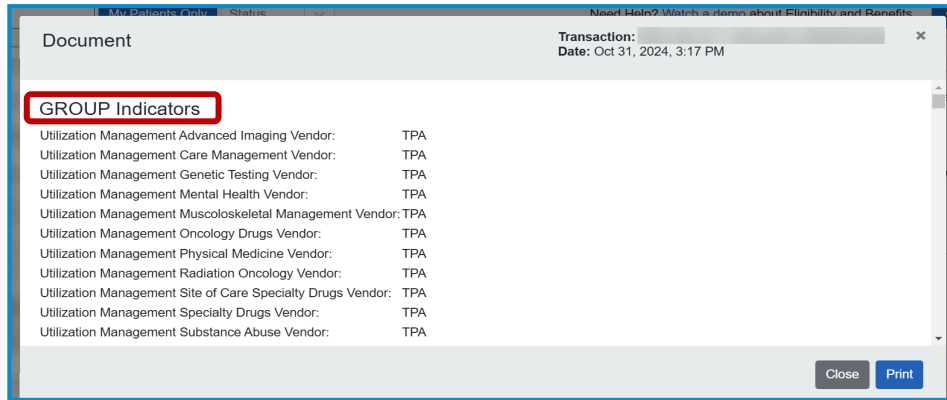 My Patients Only Status Need Help? Watch a demo about Eligibility and Benefits
Document
Transaction:
×
Date: Oct 31, 2024, 3:17 PM
GROUP Indicators
Utilization Management Advanced Imaging Vendor: TPA
Utilization Management Care Management Vendor: TPA
Utilization Management Genetic Testing Vendor: TPA
Utilization Management Mental Health Vendor: TPA
Utilization Management Muscoloskeletal Management Vendor: TPA
Utilization Management Oncology Drugs Vendor: TPA
Utilization Management Physical Medicine Vendor: TPA
Utilization Management Radiation Oncology Vendor: TPA
Utilization Management Site of Care Specialty Drugs Vendor: TPA
Utilization Management Specialty Drugs Vendor: TPA
Utilization Management Substance Abuse Vendor: TPA
Close Print